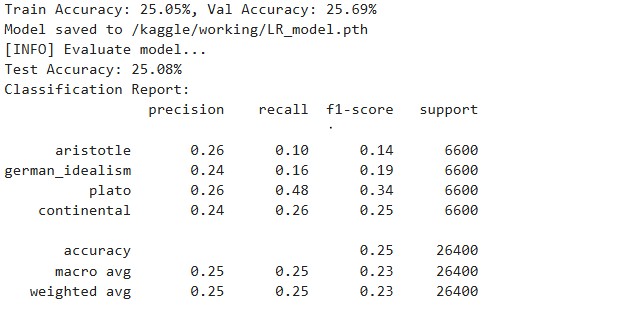 Train Accuracy: 25.05%, Val Accuracy: 25.69%
Model saved to /kaggle/working/LR_model.pth
[INFO] Evaluate model...
Test Accuracy: 25.08%
Classification Report:
precision recall f1-score support
aristotle 0.26 0.10 0.14 6600
german_idealism 0.24 0.16 0.19 6600
plato 0.26 0.48 0.34 6600
continental 0.24 0.26 0.25 6600
accuracy 0.25 26400
macro avg 0.25 0.25 0.23 26400
weighted avg 0.25 0.25 0.23 26400